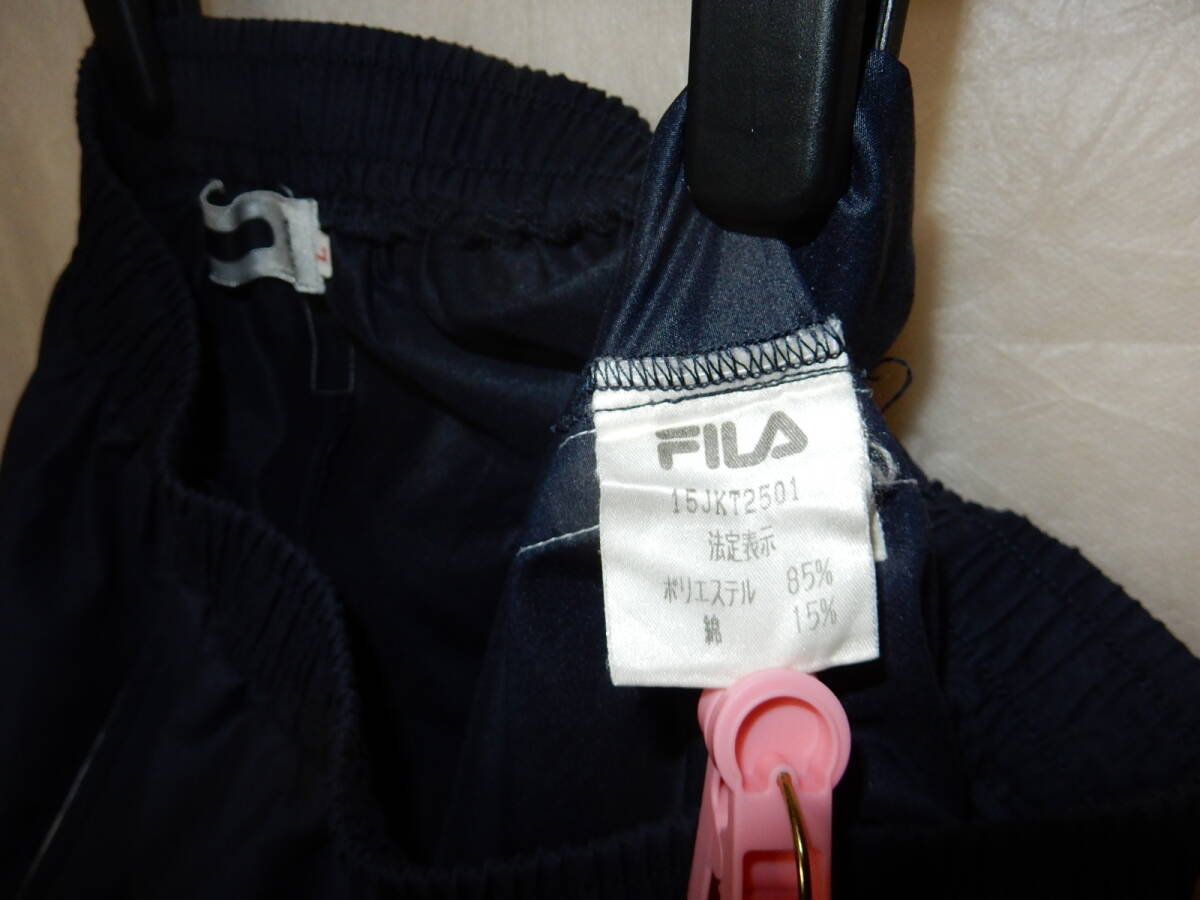 L
FILA
15JKT2501
法定表示
ポリエステル 85%
綿 15%